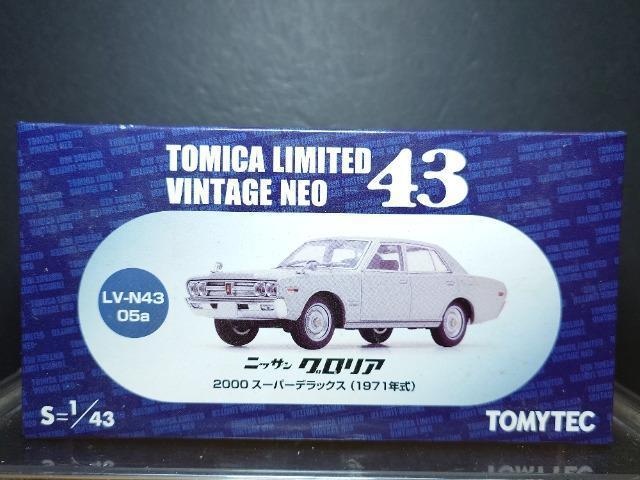 TOMICA LIMITED
VINTAGE NEO 43
LV-N43
05a
ニッサン グロリア
2000 スーパーデラックス (1971年式)
S=1/43
TOMYTEC